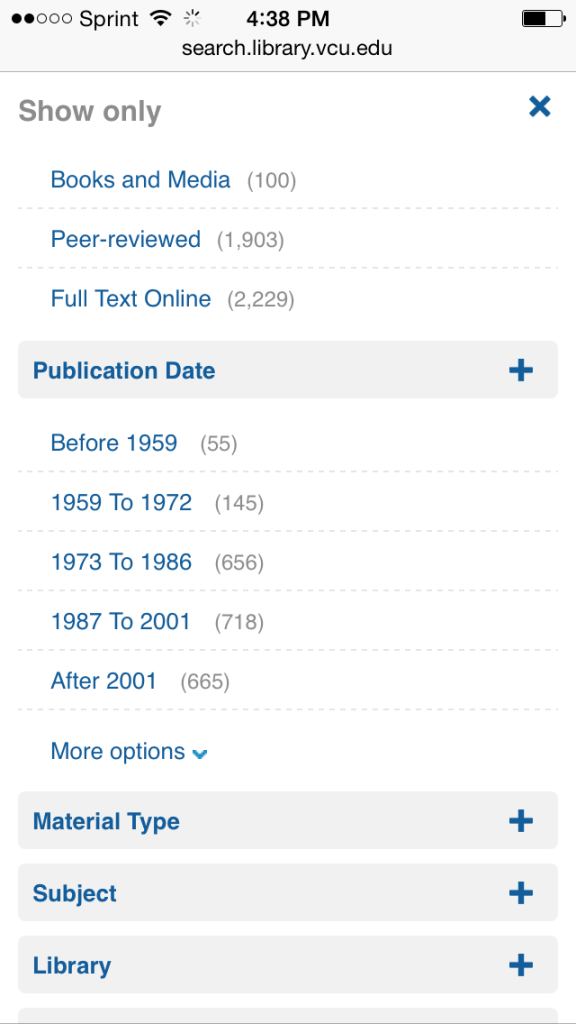 Sprint 4:38 PM
search.library.vcu.edu
Show only
Books and Media (100)
Peer-reviewed (1,903)
Full Text Online (2,229)
Publication Date
Before 1959 (55)
1959 To 1972 (145)
1973 To 1986 (656)
1987 To 2001 (718)
After 2001 (665)
More options
Material Type
Subject
Library